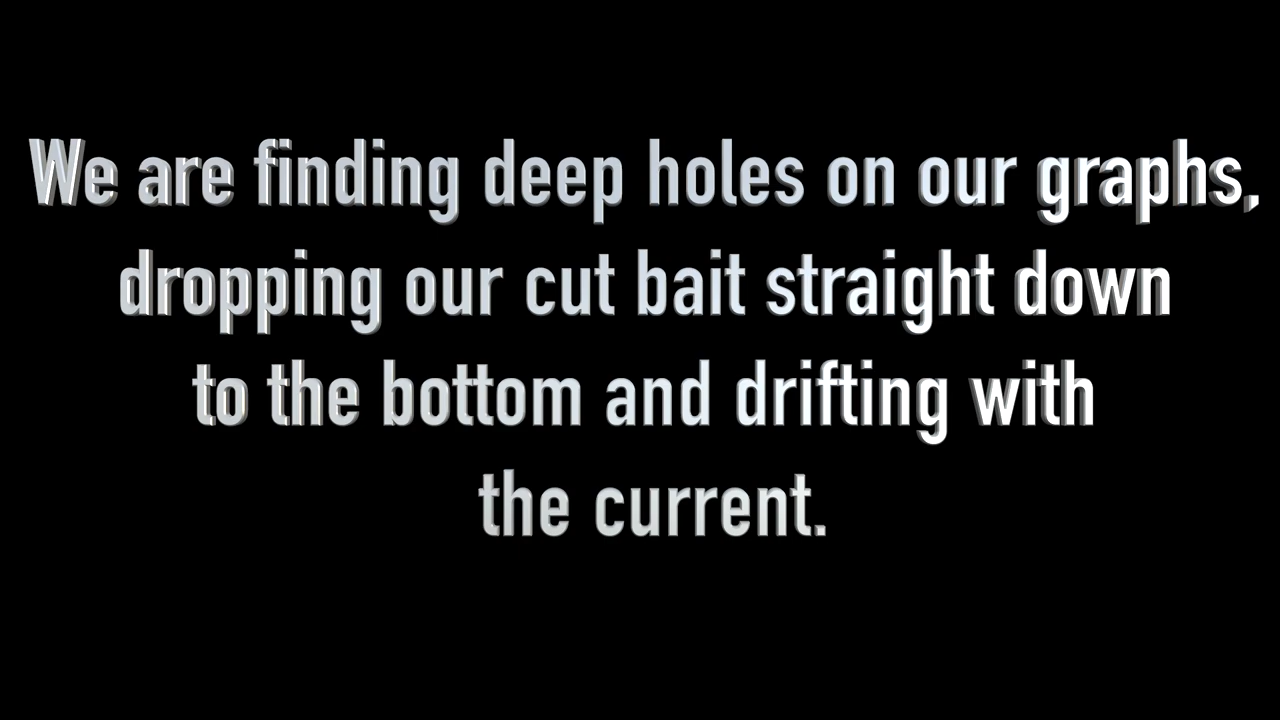 We are finding deep holes on our graphs,
dropping our cut bait straight down
to the bottom and drifting with
the current.